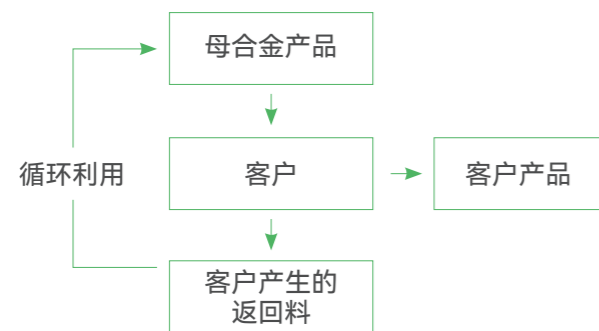 母合金产品
循环利用
客户
客户产品
客户产生的
返回料